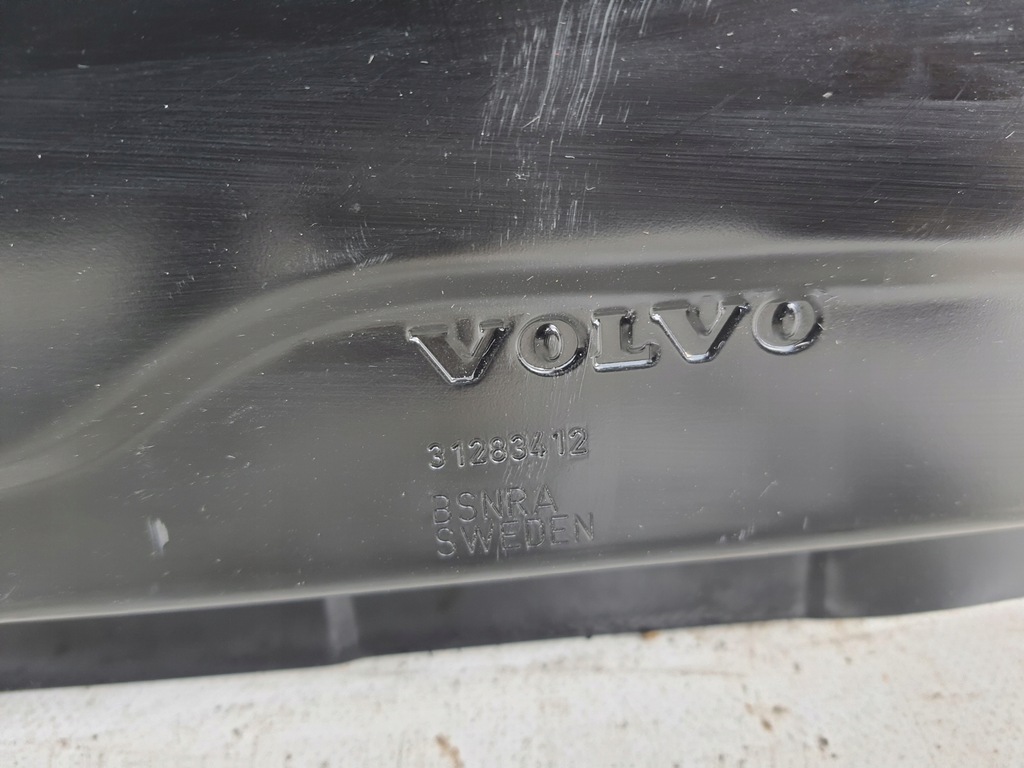 VOLVO
31283412
BSNRA
SWEDEN